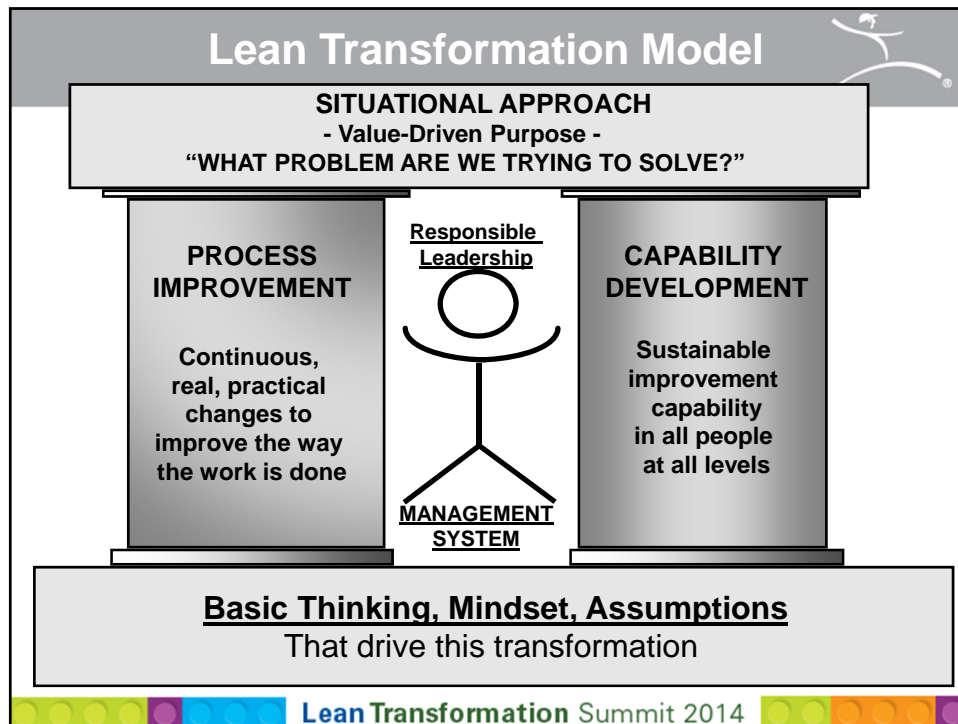 Lean Transformation Model
SITUATIONAL APPROACH
- Value-Driven Purpose -
“WHAT PROBLEM ARE WE TRYING TO SOLVE?”
PROCESS
IMPROVEMENT
Continuous,
real, practical
changes to
improve the way
the work is done
Responsible
Leadership
MANAGEMENT
SYSTEM
CAPABILITY
DEVELOPMENT
Sustainable
improvement
capability
in all people
at all levels
Basic Thinking, Mindset, Assumptions
That drive this transformation
Lean Transformation Summit 2014